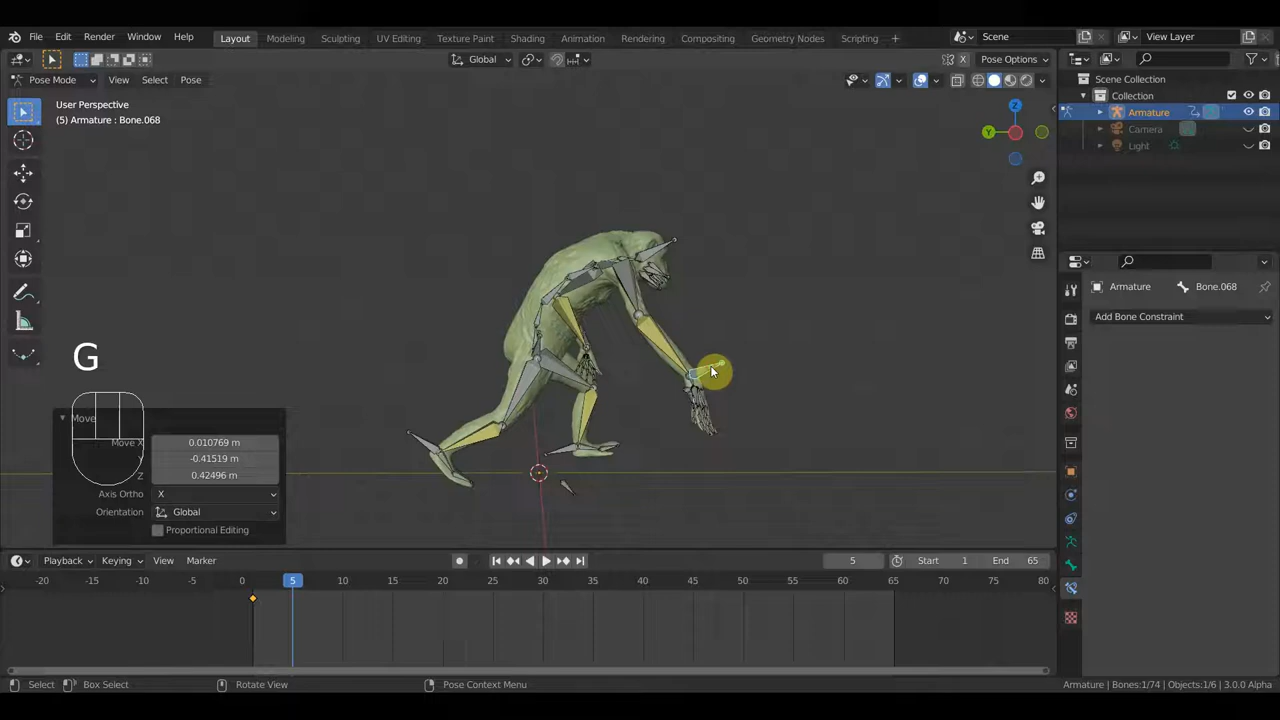 File Edit Render Window Help
Layout Modeling Sculpting UV Editing Texture Paint Shading Animation Rendering Compositing Geometry Nodes Scripting +
Scene
View Layer
Global
X
Pose Options
Pose Mode View Select Pose
User Perspective
(5) Armature : Bone.068
Z
Y
Scene Collection
Collection
Armature
Camera
Light
Armature
Bone.068
Add Bone Constraint
G
Move
Move X 0.010769 m
Y -0.41519 m
Z 0.42496 m
Axis Ortho X
Orientation Global
Proportional Editing
Playback Keying View Marker
5
Start 1
End 65
-20 -10 0 5 10 15 20 25 30 35 40 45 50 55 60 65 70 75 80
Select Box Select Rotate View Pose Context Menu
Armature | Bones:1/74 | Objects:1/6 | 3.0.0 Alpha